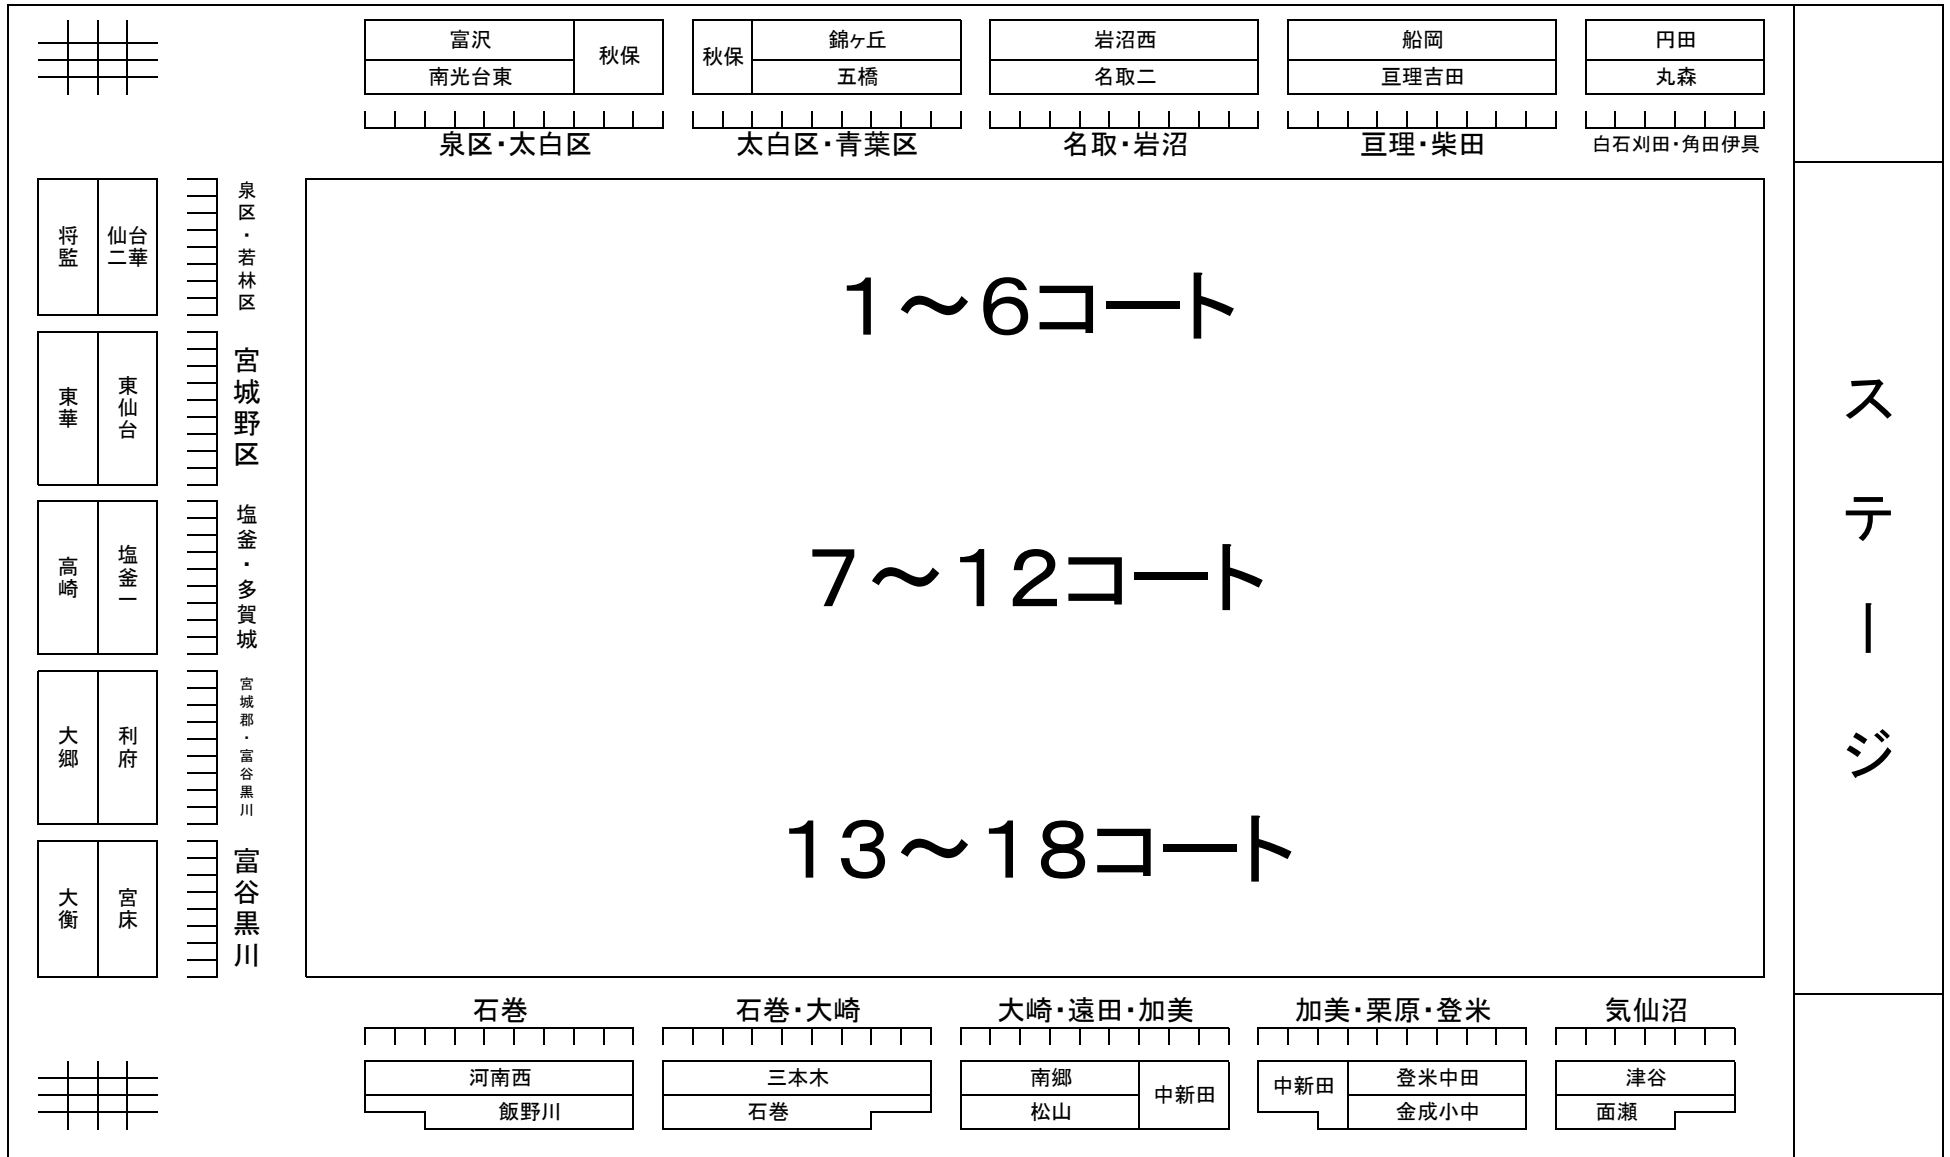 富沢
南光台東
秋保
秋保
錦ヶ丘
五橋
岩沼西
名取二
船岡
亘理吉田
円田
丸森
泉区・太白区
太白区・青葉区
名取・岩沼
亘理・柴田
白石刈田・角田伊具
将監
仙台二華
泉区・若林区
東華
東仙台
宮城野区
高崎
塩釜一
塩釜・多賀城
大郷
利府
宮城郡・富谷黒川
大衡
宮床
富谷黒川
1～6コート
7～12コート
13～18コート
ステージ
石巻
石巻・大崎
大崎・遠田・加美
加美・栗原・登米
気仙沼
河南西
飯野川
三本木
石巻
南郷
松山
中新田
中新田
登米中田
金成小中
津谷
面瀬